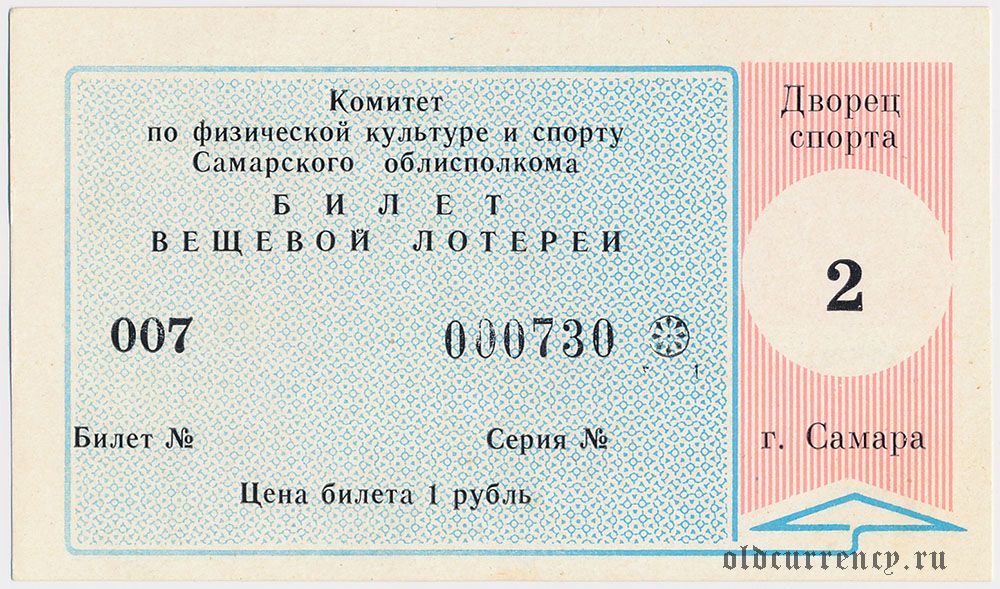 Комитет
по физической культуре и спорту
Самарского облисполкома
БИЛЕТ
ВЕЩЕВОЙ ЛОТЕРЕИ
007 000730
Билет № Серия №
Цена билета 1 рубль
Дворец
спорта
2
г. Самара
oldcurrency.ru